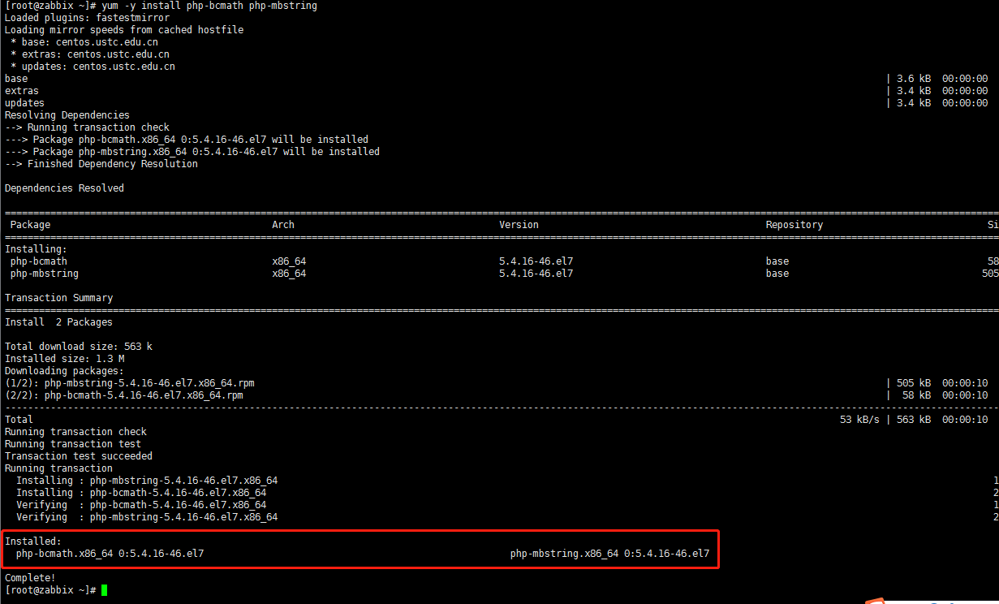 [root@zabbix ~]# yum -y install php-bcmath php-mbstring
Loaded plugins: fastestmirror
Loading mirror speeds from cached hostfile
 * base: centos.ustc.edu.cn
 * extras: centos.ustc.edu.cn
 * updates: centos.ustc.edu.cn
base | 3.6 kB 00:00:00
extras | 3.4 kB 00:00:00
updates | 3.4 kB 00:00:00
Resolving Dependencies
--> Running transaction check
---> Package php-bcmath.x86_64 0:5.4.16-46.el7 will be installed
---> Package php-mbstring.x86_64 0:5.4.16-46.el7 will be installed
--> Finished Dependency Resolution
Dependencies Resolved
Package Arch Version Repository Si
Installing:
php-bcmath x86_64 5.4.16-46.el7 base 58
php-mbstring x86_64 5.4.16-46.el7 base 505
Transaction Summary
Install 2 Packages
Total download size: 563 k
Installed size: 1.3 M
Downloading packages:
(1/2): php-mbstring-5.4.16-46.el7.x86_64.rpm | 505 kB 00:00:10
(2/2): php-bcmath-5.4.16-46.el7.x86_64.rpm | 58 kB 00:00:10
Total 53 kB/s | 563 kB 00:00:10
Running transaction check
Running transaction test
Transaction test succeeded
Running transaction
Installing : php-mbstring-5.4.16-46.el7.x86_64 1
Installing : php-bcmath-5.4.16-46.el7.x86_64 2
Verifying : php-bcmath-5.4.16-46.el7.x86_64 1
Verifying : php-mbstring-5.4.16-46.el7.x86_64 2
Installed:
php-bcmath.x86_64 0:5.4.16-46.el7 php-mbstring.x86_64 0:5.4.16-46.el7
Complete!
[root@zabbix ~]#